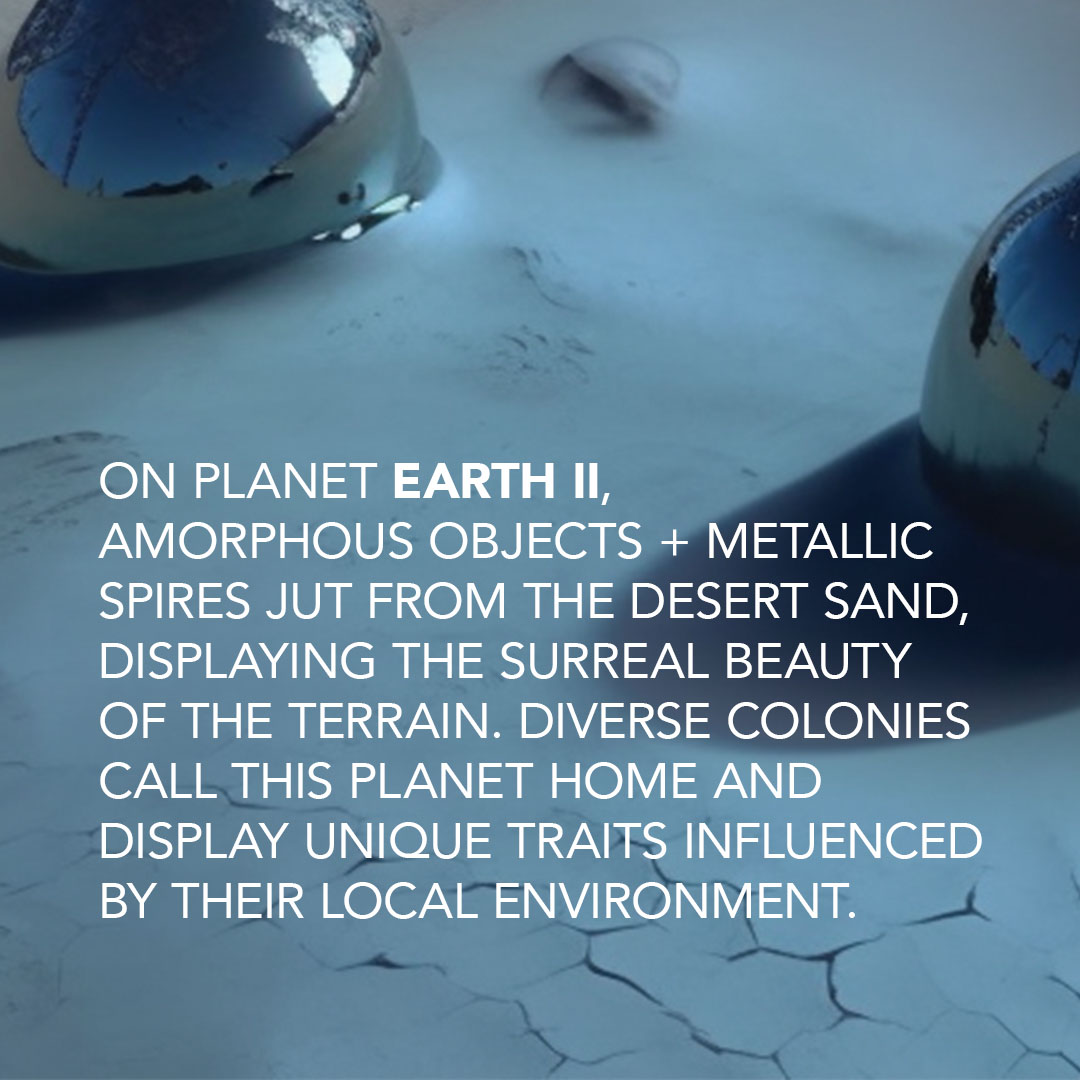 ON PLANET EARTH II,
AMORPHOUS OBJECTS + METALLIC
SPIRES JUT FROM THE DESERT SAND,
DISPLAYING THE SURREAL BEAUTY
OF THE TERRAIN. DIVERSE COLONIES
CALL THIS PLANET HOME AND
DISPLAY UNIQUE TRAITS INFLUENCED
BY THEIR LOCAL ENVIRONMENT.